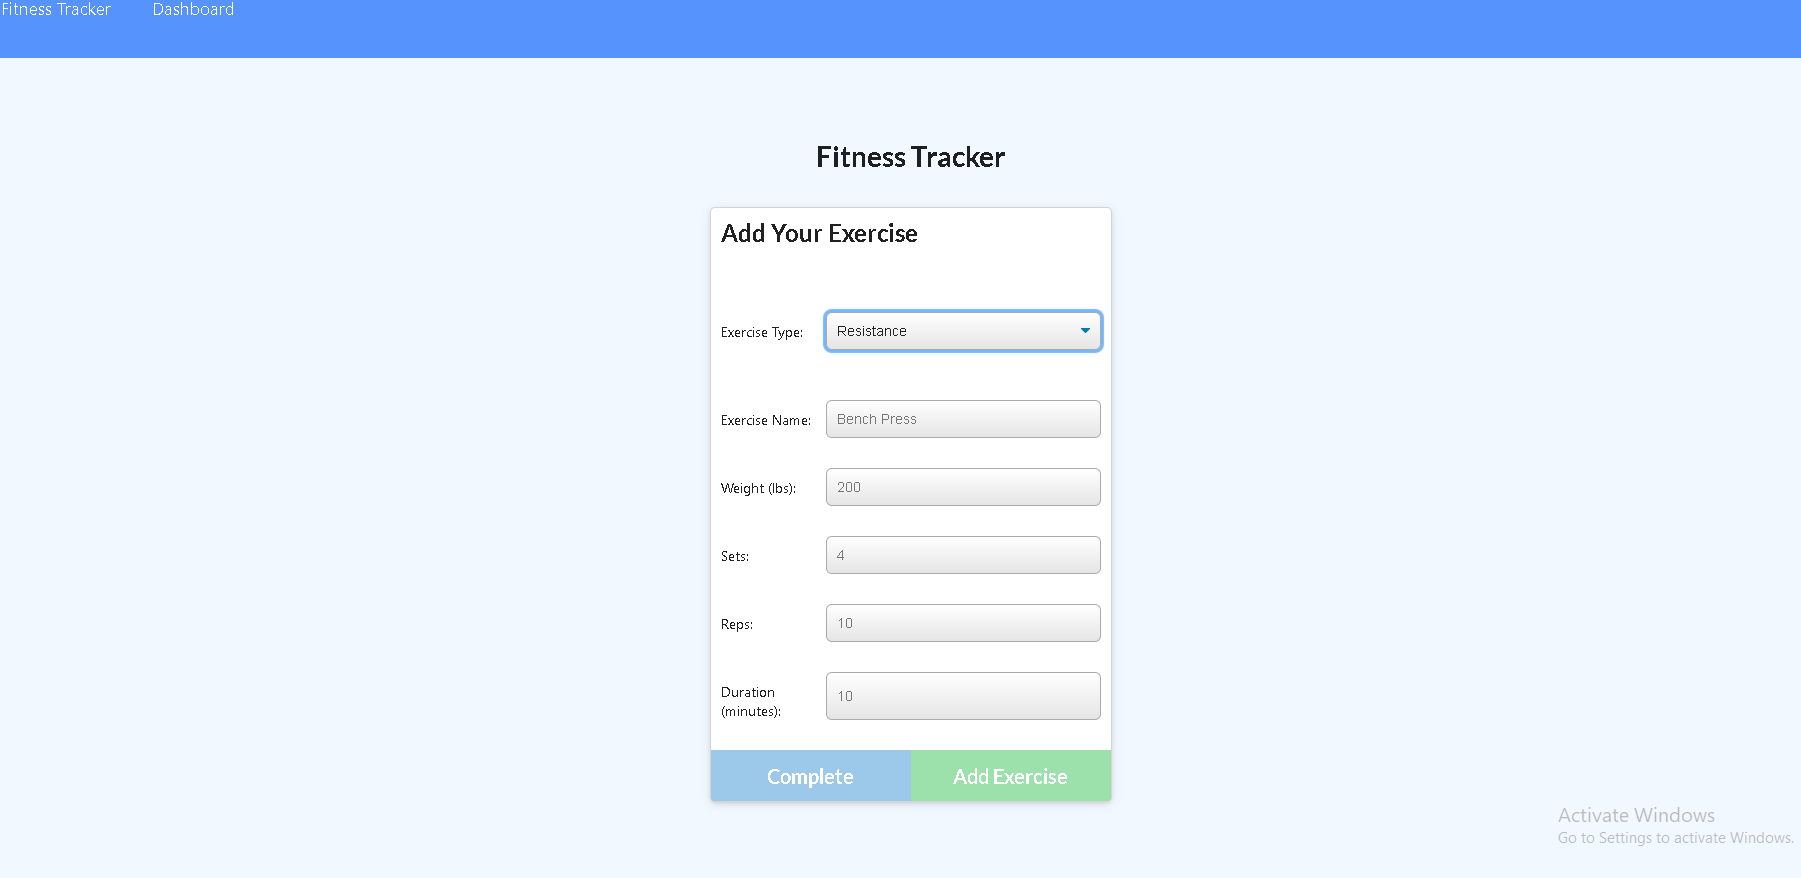 Fitness Tracker Dashboard
Fitness Tracker
Add Your Exercise
Exercise Type: Resistance
Exercise Name: Bench Press
Weight (lbs): 200
Sets: 4
Reps: 10
Duration
(minutes): 10
Complete Add Exercise
Activate Windows
Go to Settings to activate Windows.